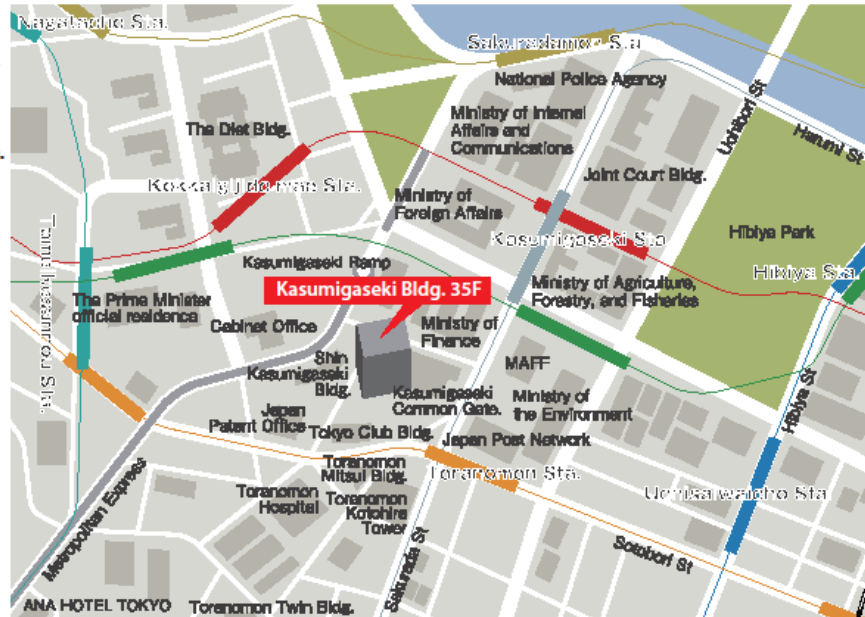 Nagatacho Sta.
Sakuradamon Sta
National Police Agency
Uchibori St
Harumi St
The Diet Bldg.
Ministry of Internal
Affairs and
Communications
Joint Court Bldg.
Kokkaigijidomae Sta.
Ministry of
Foreign Affairs
Kasumigaseki Sta
Hibiya Park
Hibiya Sta.
Kasumigaseki Ramp
Kasumigaseki Bldg. 35F
The Prime Minister
official residence
Cabinet Office
Ministry of
Finance
Ministry of Agriculture,
Forestry, and Fisheries
Shin
Kasumigaseki
Bldg.
MAFF
Kasumigaseki
Common Gate.
Ministry of
the Environment
Hibiya St
Japan
Patent Office
Tokyo Club Bldg.
Japan Post Network
Toranomon
Mitsui Bldg.
Toranomon Sta.
Uchisaiwaicho Sta
Toranomon
Hospital
Toranomon
Kotohira
Tower
Metropolitan Express
Sakurada St
Sotobori St
ANA HOTEL TOKYO
Toranomon Twin Bldg.